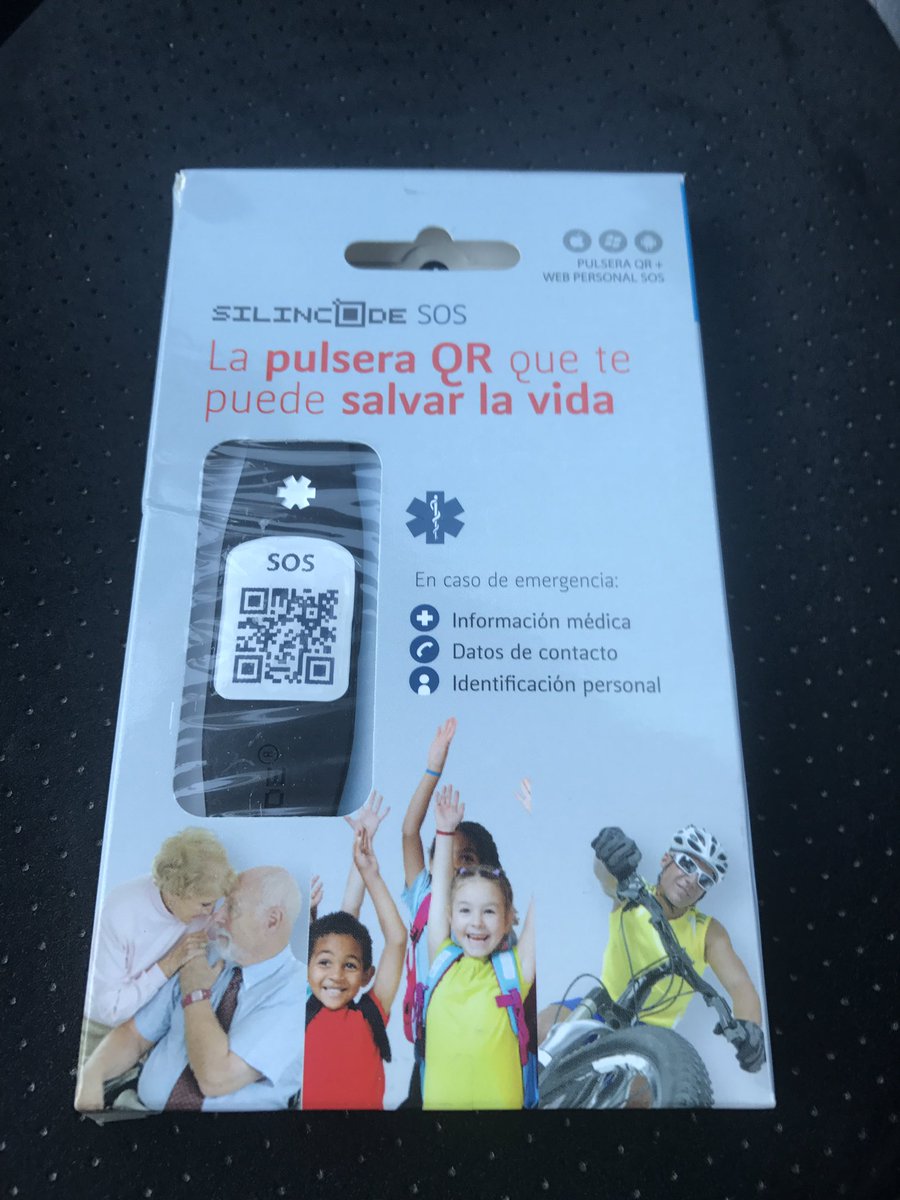 PULSERA QR +
WEB PERSONAL SOS
SILINCODE SOS
La pulsera QR que te
puede salvar la vida
SOS
En caso de emergencia:
Información médica
Datos de contacto
Identificación personal